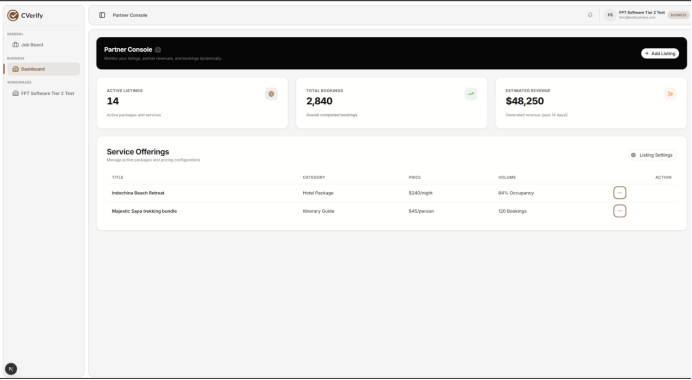 CVerify
Partner Console
FS
FPT Software Tier 2 Test
BUSINESS
GENERAL
Job Board
BUSINESS
Dashboard
WORKSPACES
FPT Software Tier 2 Test
Partner Console
Monitor your listings, partner revenues, and bookings dynamically.
+ Add Listing
ACTIVE LISTINGS
14
Active packages and services
TOTAL BOOKINGS
2,840
Overall completed bookings
ESTIMATED REVENUE
$48,250
Generated revenue (past 14 days)
Service Offerings
Manage active packages and pricing configurations
Listing Settings
TITLE CATEGORY PRICE VOLUME ACTION
Indochina Beach Retreat Hotel Package $240/night 84% Occupancy
Majestic Sapa trekking bundle Itinerary Guide $45/person 120 Bookings
N